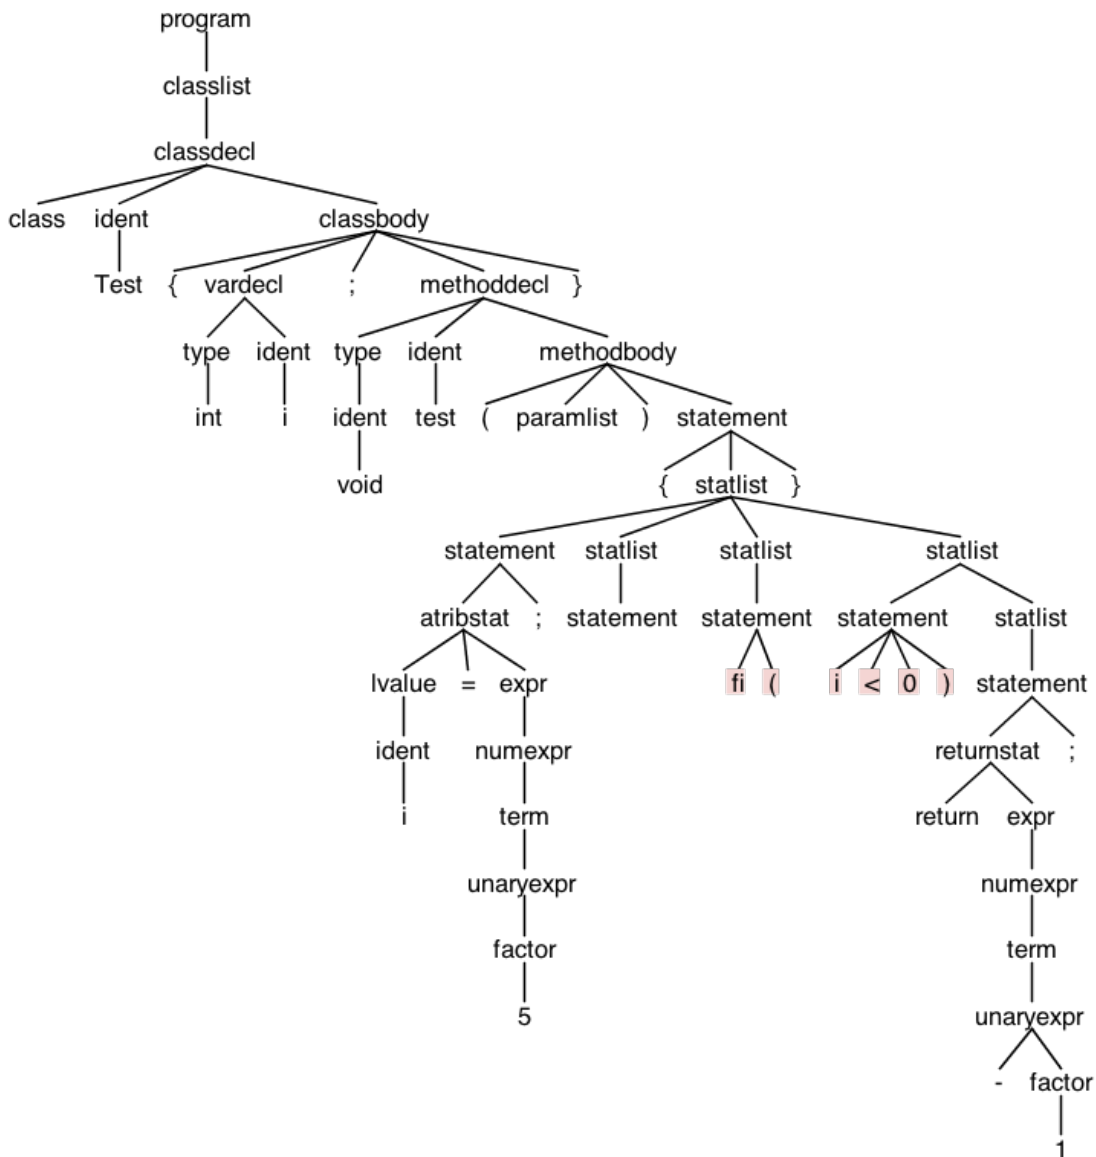 program
classlist
classdecl
class ident classbody
Test { vardecl ; methoddecl }
type ident type ident methodbody
int i ident test ( paramlist ) statement
void { statlist }
statement statlist statlist statlist
atribstat ; statement statement statement statlist
lvalue = expr fi ( i < 0 ) statement
ident numexpr returnstat ;
i term return expr
unaryexpr numexpr
factor term
5 unaryexpr
- factor
1